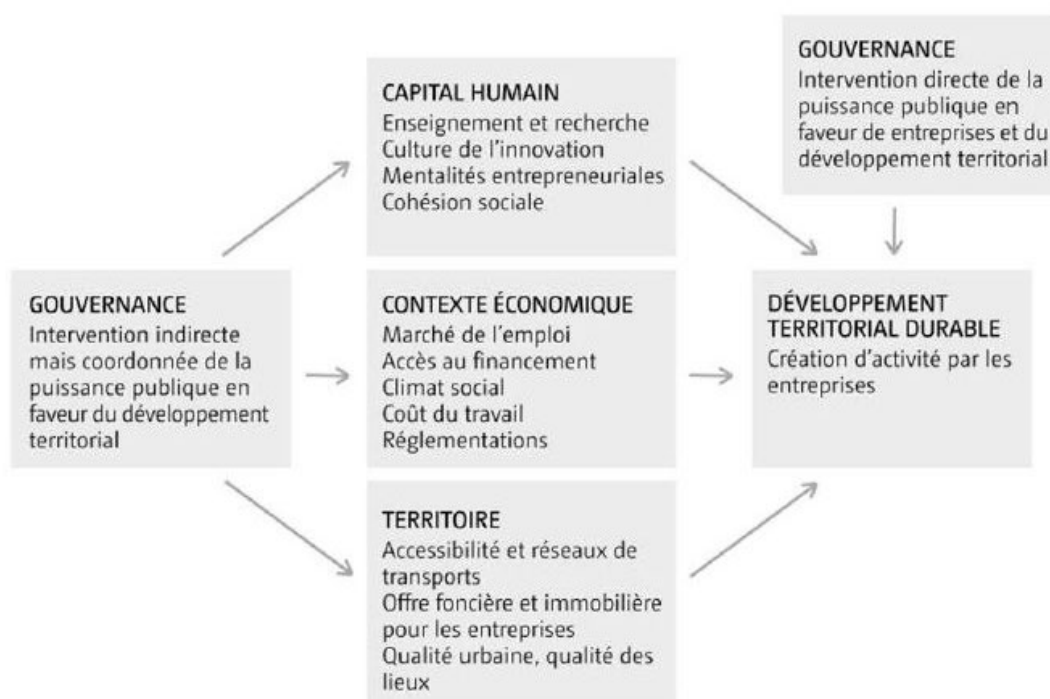 GOUVERNANCE
Intervention directe de la
puissance publique en
faveur de entreprises et du
développement territorial
CAPITAL HUMAIN
Enseignement et recherche
Culture de l'innovation
Mentalités entrepreneuriales
Cohésion sociale
GOUVERNANCE
Intervention indirecte
mais coordonnée de la
puissance publique en
faveur du développement
territorial
CONTEXTE ÉCONOMIQUE
Marché de l'emploi
Accès au financement
Climat social
Coût du travail
Réglementations
DÉVELOPPEMENT
TERRITORIAL DURABLE
Création d'activité par les
entreprises
TERRITOIRE
Accessibilité et réseaux de
transports
Offre foncière et immobilière
pour les entreprises
Qualité urbaine, qualité des
lieux